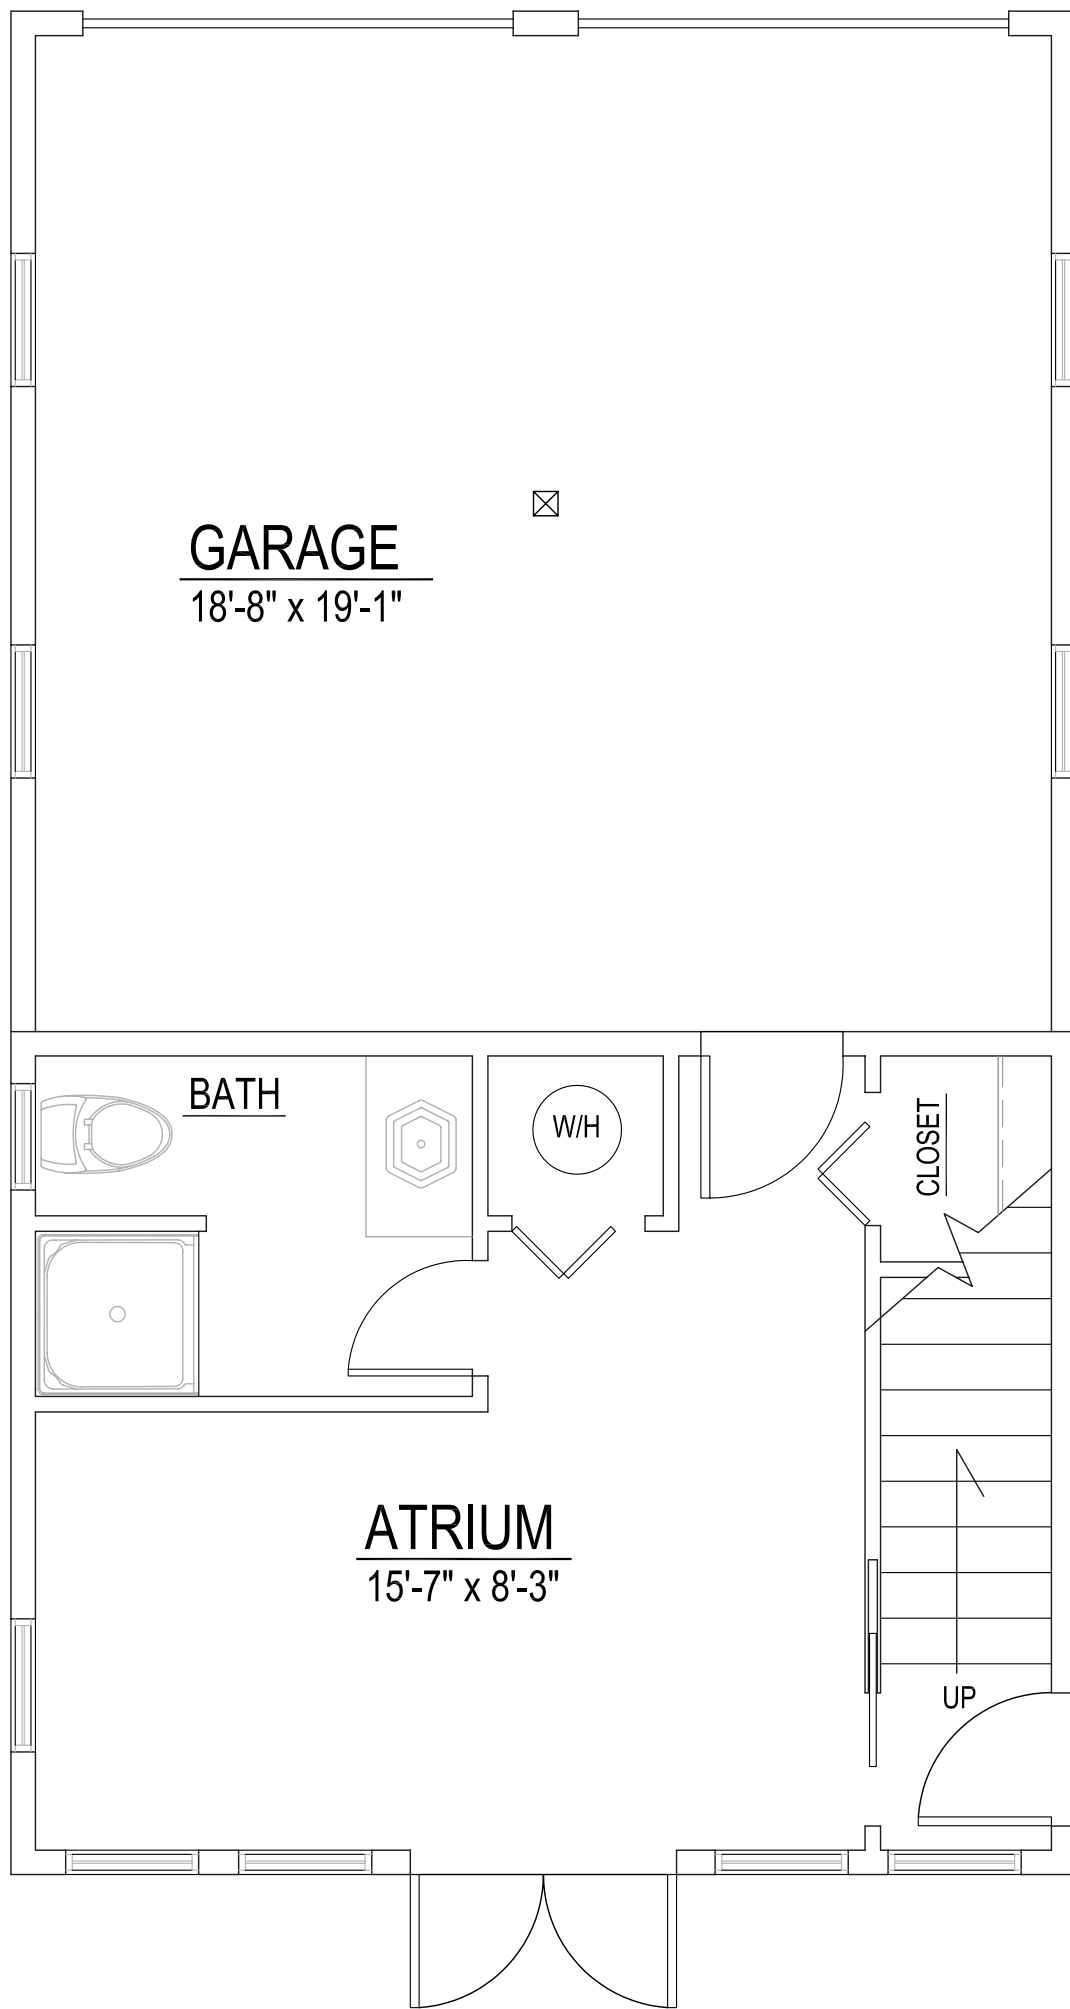 GARAGE
18'-8" x 19'-1"
BATH
W/H
CLOSET
ATRIUM
15'-7" x 8'-3"
UP